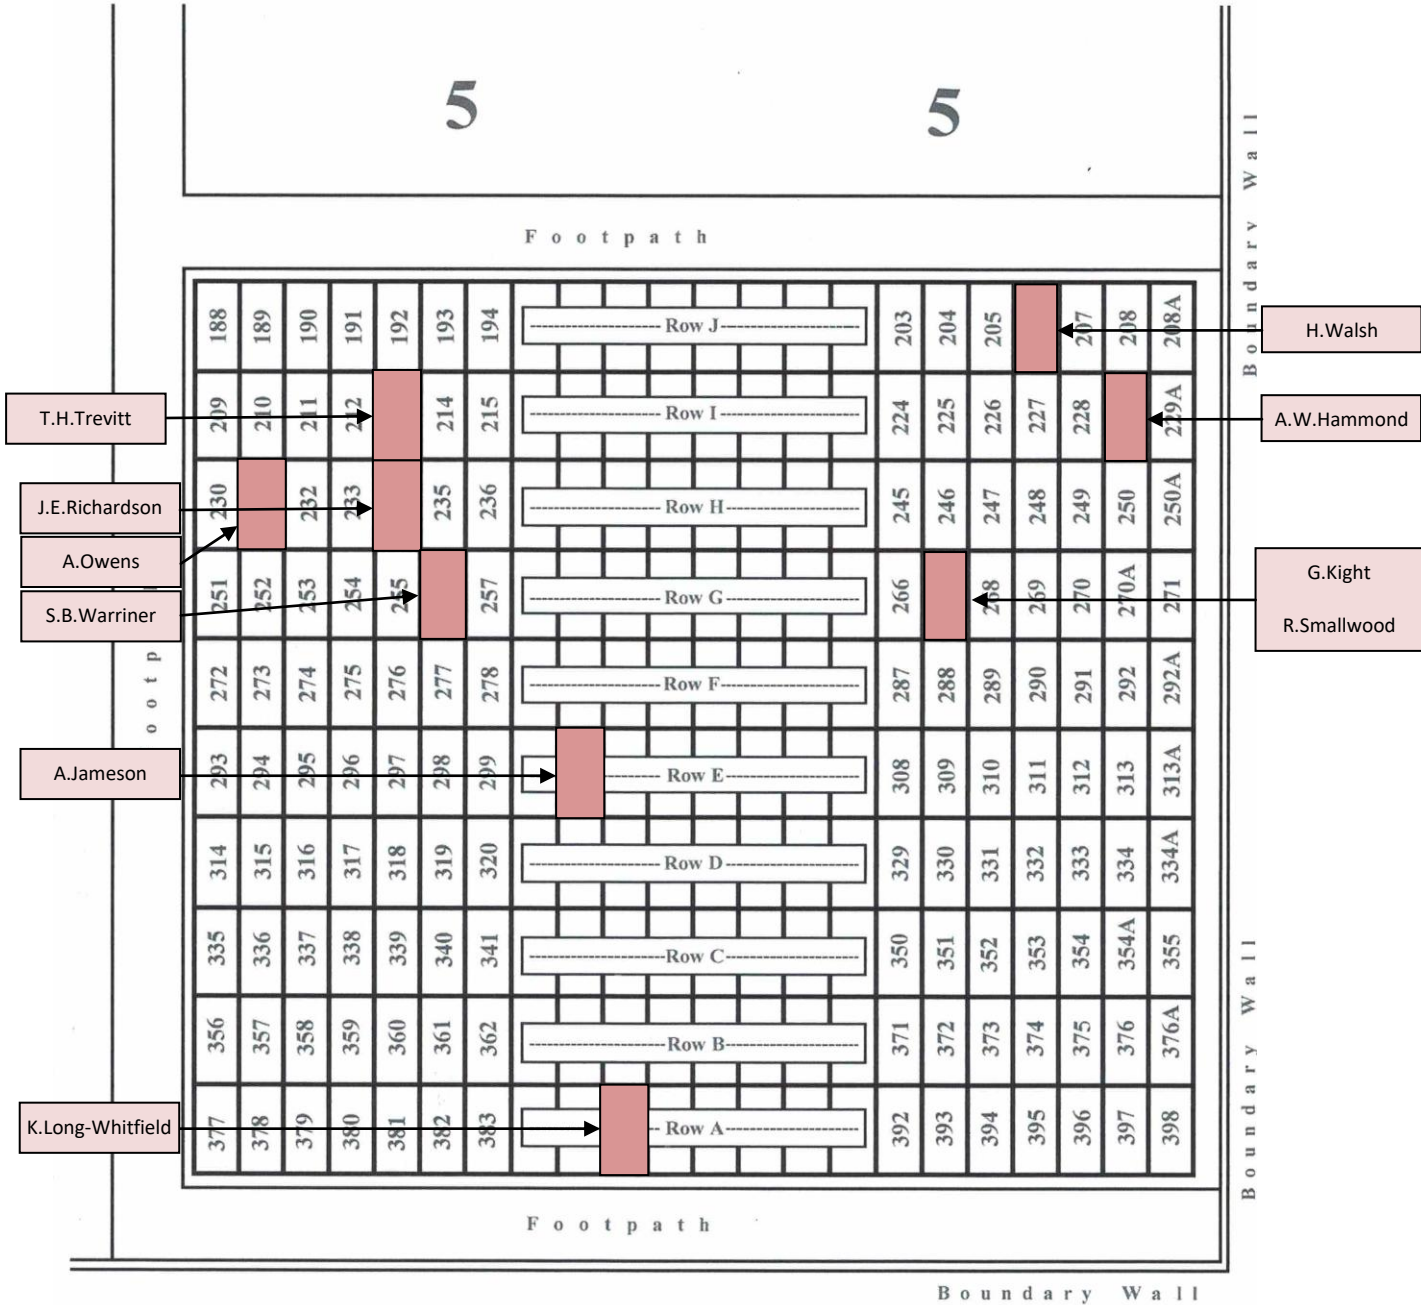 5 5
Footpath
Boundary Wall
188 189 190 191 192 193 194 Row J 203 204 205 207 208 208A
H.Walsh
T.H.Trevitt
209 210 211 212 214 215 Row I 224 225 226 227 228 229A
A.W.Hammond
J.E.Richardson
230 232 233 235 236 Row H 245 246 247 248 249 250 250A
A.Owens
S.B.Warriner
251 252 253 254 255 257 Row G 266 268 269 270 270A 271
G.Kight
R.Smallwood
ootp
272 273 274 275 276 277 278 Row F 287 288 289 290 291 292 292A
A.Jameson
293 294 295 296 297 298 299 Row E 308 309 310 311 312 313 313A
314 315 316 317 318 319 320 Row D 329 330 331 332 333 334 334A
335 336 337 338 339 340 341 Row C 350 351 352 353 354 354A 355
356 357 358 359 360 361 362 Row B 371 372 373 374 375 376 376A
K.Long-Whitfield
377 378 379 380 381 382 383 Row A 392 393 394 395 396 397 398
Boundary Wall
Footpath
Boundary Wall